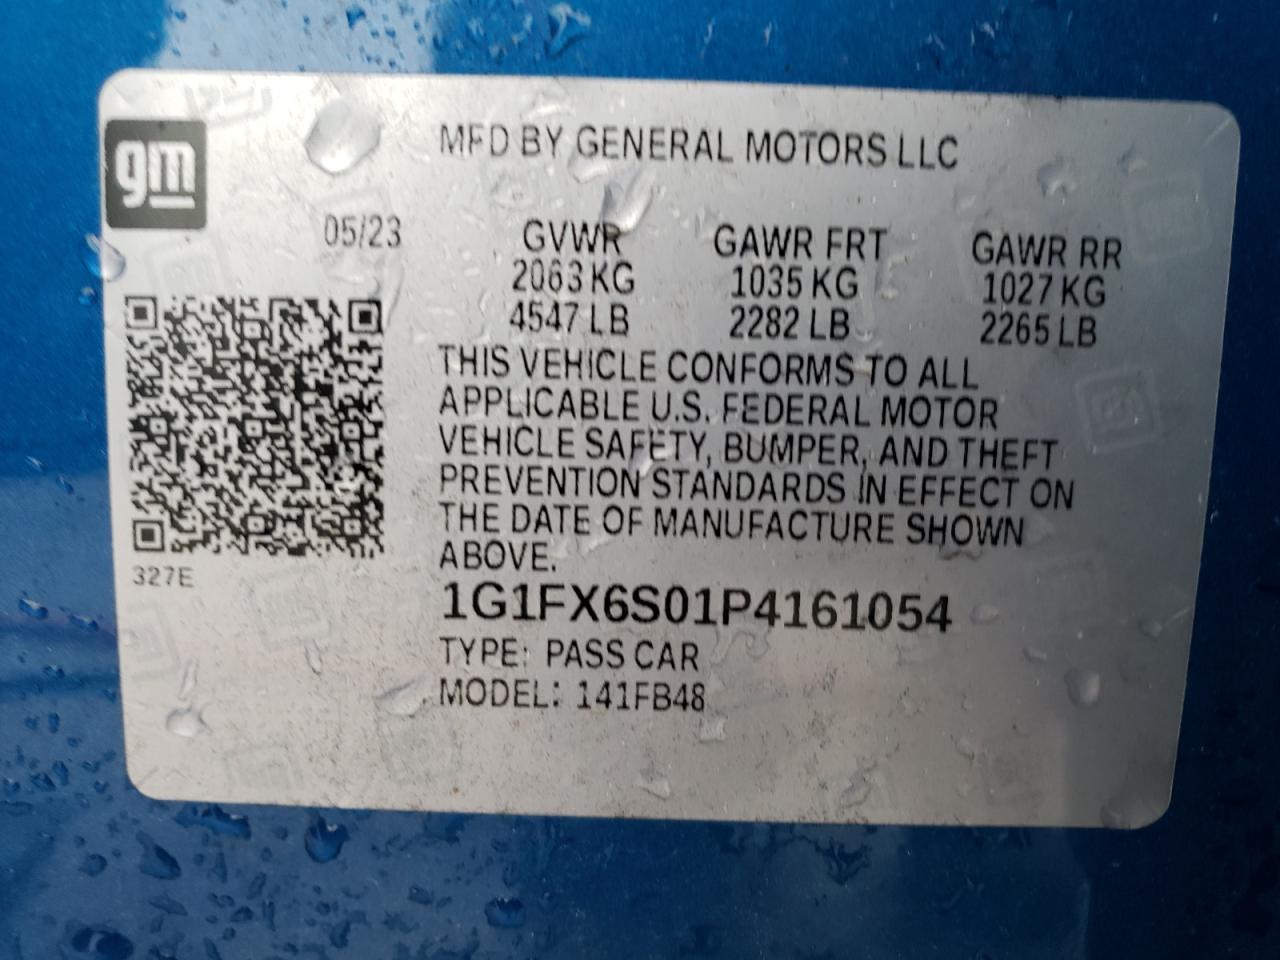 gm
MFD BY GENERAL MOTORS LLC
05/23 GVWR GAWR FRT GAWR RR
2063 KG 1035 KG 1027 KG
4547 LB 2282 LB 2265 LB
THIS VEHICLE CONFORMS TO ALL
APPLICABLE U.S. FEDERAL MOTOR
VEHICLE SAFETY, BUMPER, AND THEFT
PREVENTION STANDARDS IN EFFECT ON
THE DATE OF MANUFACTURE SHOWN
ABOVE.
327E
1G1FX6S01P4161054
TYPE: PASS CAR
MODEL: 141FB48